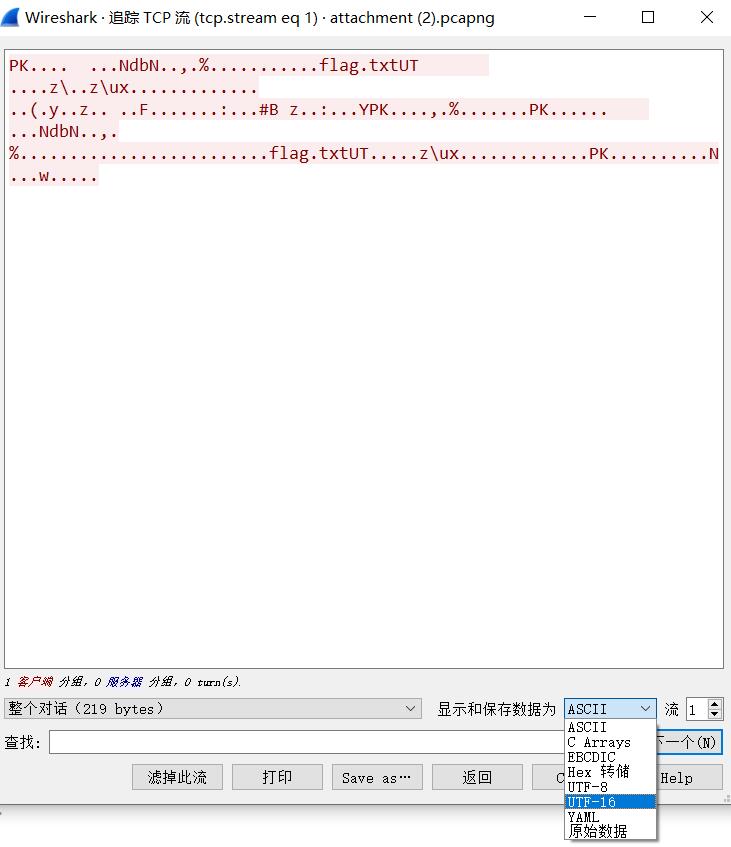 Wireshark · 追踪 TCP 流 (tcp.stream eq 1) · attachment (2).pcapng
PK.... ...NdbN..,.%...........flag.txtUT
....z\..z\ux.............
..(.y..z.. ..F.......:...#B z..:...YPK....,.%.......PK......
...NdbN..,.
%.........................flag.txtUT.....z\ux.............PK..........N
...w.....
1 客户端 分组, 0 服务器 分组, 0 turn(s).
整个对话 (219 bytes)
显示和保存数据为
ASCII
流 1
ASCII
C Arrays
EBCDIC
Hex 转储
UTF-8
UTF-16
YAML
原始数据
查找:
下一个(N)
滤掉此流
打印
Save as…
返回
C
Help